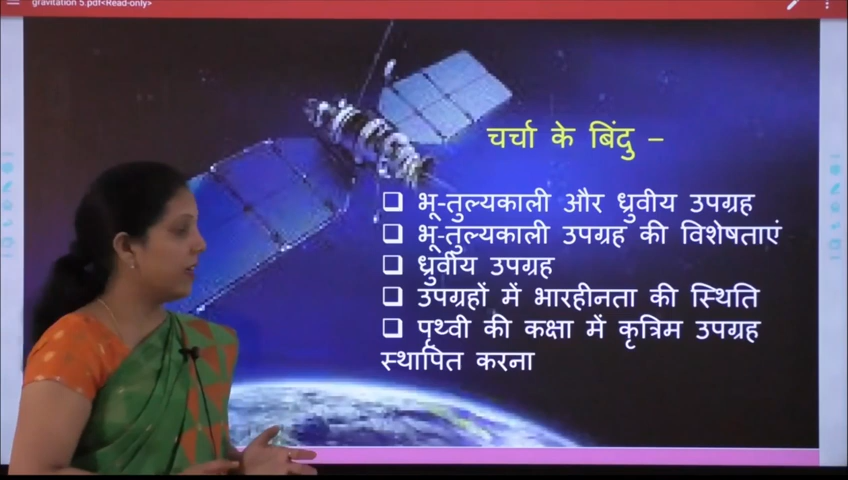 gravitation 5.pdf<Read-only>
चर्चा के बिंदु –
❑ भू-तुल्यकाली और ध्रुवीय उपग्रह
❑ भू-तुल्यकाली उपग्रह की विशेषताएं
❑ ध्रुवीय उपग्रह
❑ उपग्रहों में भारहीनता की स्थिति
❑ पृथ्वी की कक्षा में कृत्रिम उपग्रह
स्थापित करना